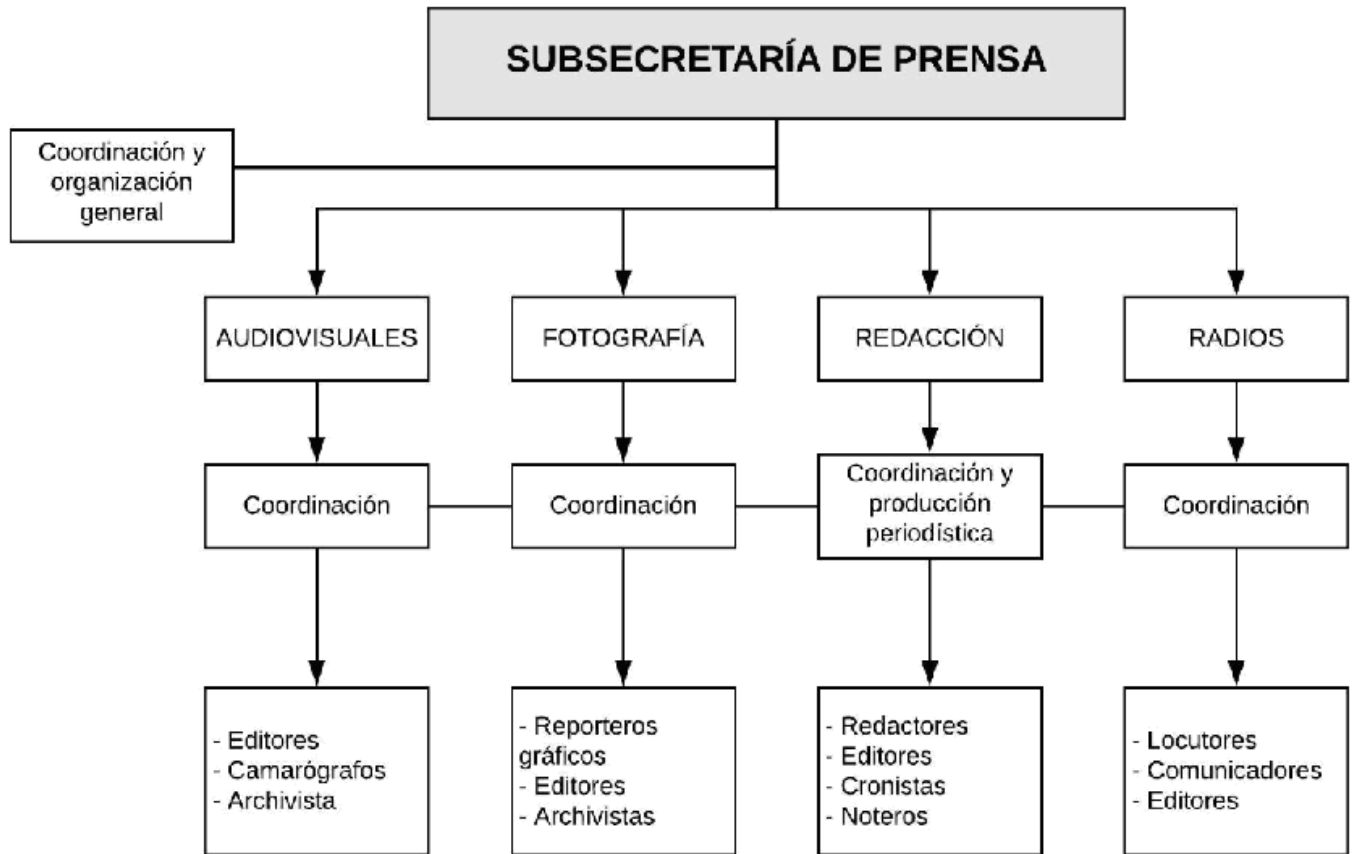 SUBSECRETARÍA DE PRENSA
Coordinación y
organización
general
AUDIOVISUALES
FOTOGRAFÍA
REDACCIÓN
RADIOS
Coordinación
Coordinación
Coordinación y
producción
periodística
Coordinación
- Editores
- Camarógrafos
- Archivista
- Reporteros
gráficos
- Editores
- Archivistas
- Redactores
- Editores
- Cronistas
- Noteros
- Locutores
- Comunicadores
- Editores